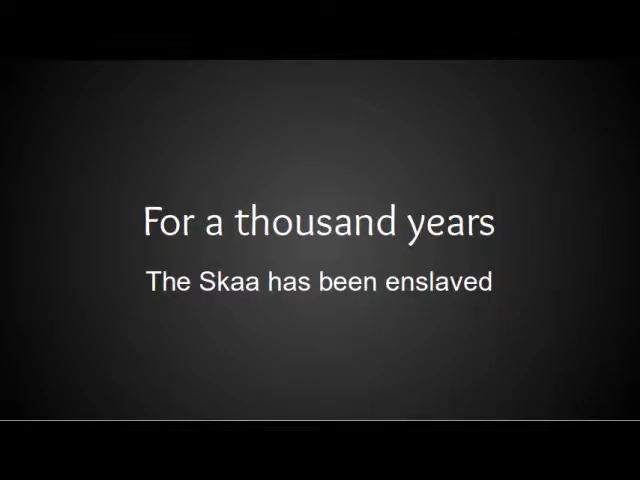 For a thousand years
The Skaa has been enslaved